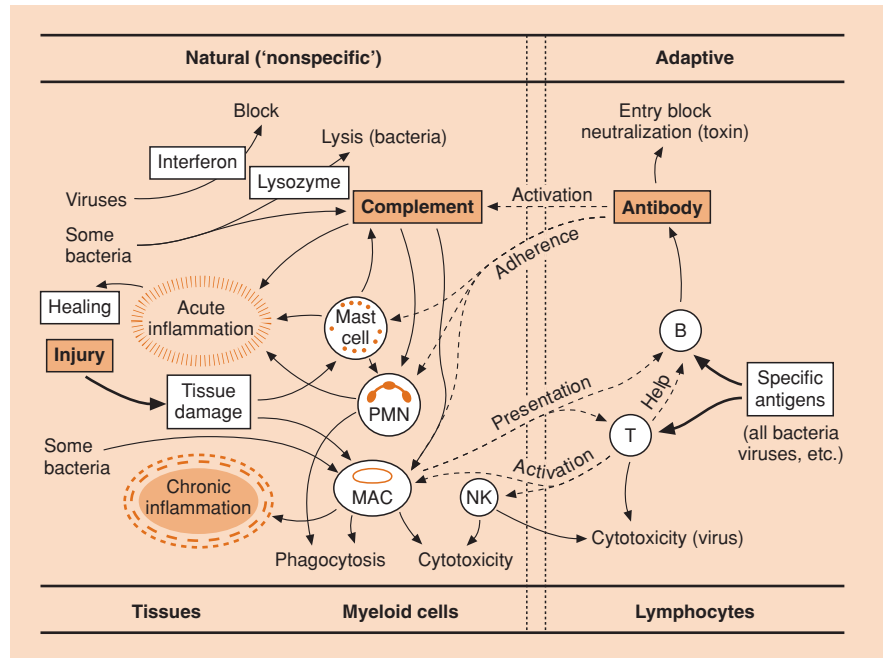 Natural (‘nonspecific’)
Adaptive
Block
Entry block
neutralization (toxin)
Lysis (bacteria)
Interferon
Lysozyme
Viruses
Activation
Complement
Antibody
Some
bacteria
Adherence
Healing
Acute
inflammation
Mast
cell
B
Injury
Tissue
damage
PMN
Presentation
Help
Specific
antigens
T
(all bacteria
viruses, etc.)
Some
bacteria
Activation
Chronic
inflammation
MAC
NK
Cytotoxicity (virus)
Phagocytosis
Cytotoxicity
Tissues
Myeloid cells
Lymphocytes